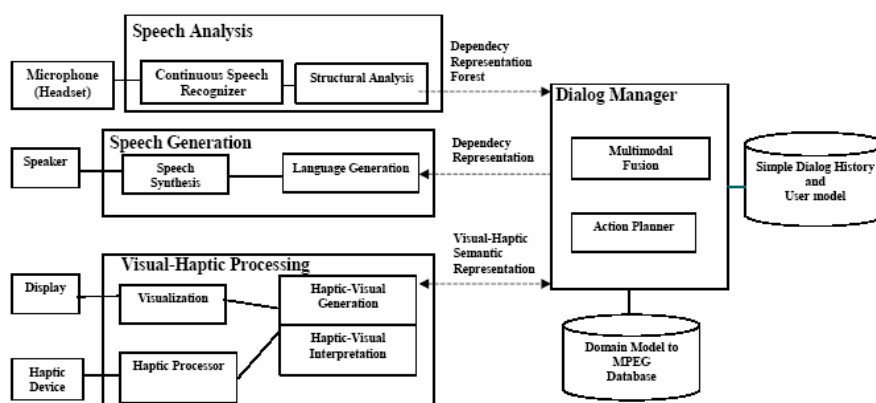 Speech Analysis
Microphone
(Headset)
Continuous Speech
Recognizer
Structural Analysis
Dependecy
Representation
Forest
Dialog Manager
Speech Generation
Speaker
Speech
Synthesis
Language Generation
Dependecy
Representation
Multimodal
Fusion
Simple Dialog History
and
User model
Action Planner
Visual-Haptic
Semantic
Representation
Visual-Haptic Processing
Display
Visualization
Haptic-Visual
Generation
Haptic-Visual
Interpretation
Haptic
Device
Haptic Processor
Domain Model to
MPEG
Database